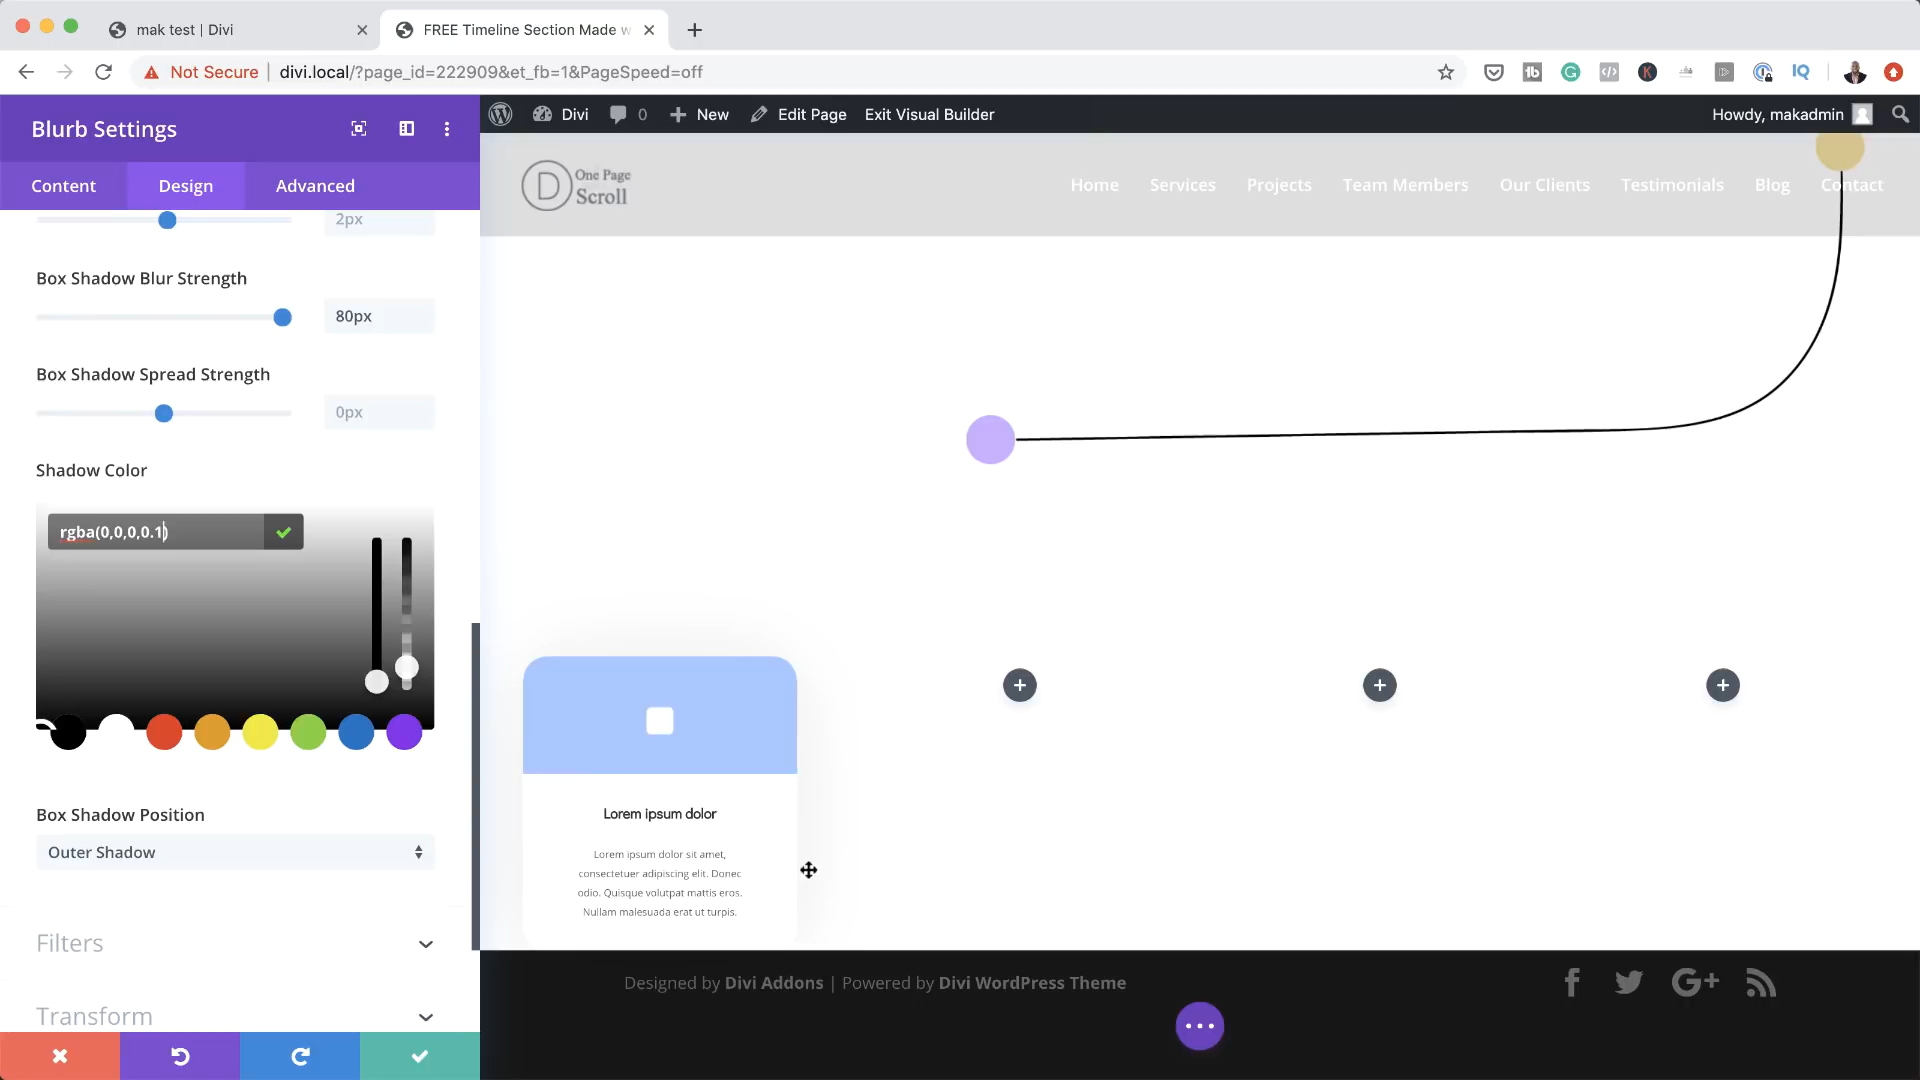 mak test | Divi
FREE Timeline Section Made w
Not Secure | divi.local/?page_id=222909&et_fb=1&PageSpeed=off
Blurb Settings
Divi
0
New
Edit Page
Exit Visual Builder
Howdy, makadmin
Content
Design
Advanced
D
One Page
Scroll
Home
Services
Projects
Team Members
Our Clients
Testimonials
Blog
Contact
2px
Box Shadow Blur Strength
80px
Box Shadow Spread Strength
0px
Shadow Color
rgba(0,0,0,0.1)
Box Shadow Position
Outer Shadow
Filters
Transform
Lorem ipsum dolor
Lorem ipsum dolor sit amet,
consectetuer adipiscing elit. Donec
odio. Quisque volutpat mattis eros.
Nullam malesuada erat ut turpis.
Designed by Divi Addons | Powered by Divi WordPress Theme